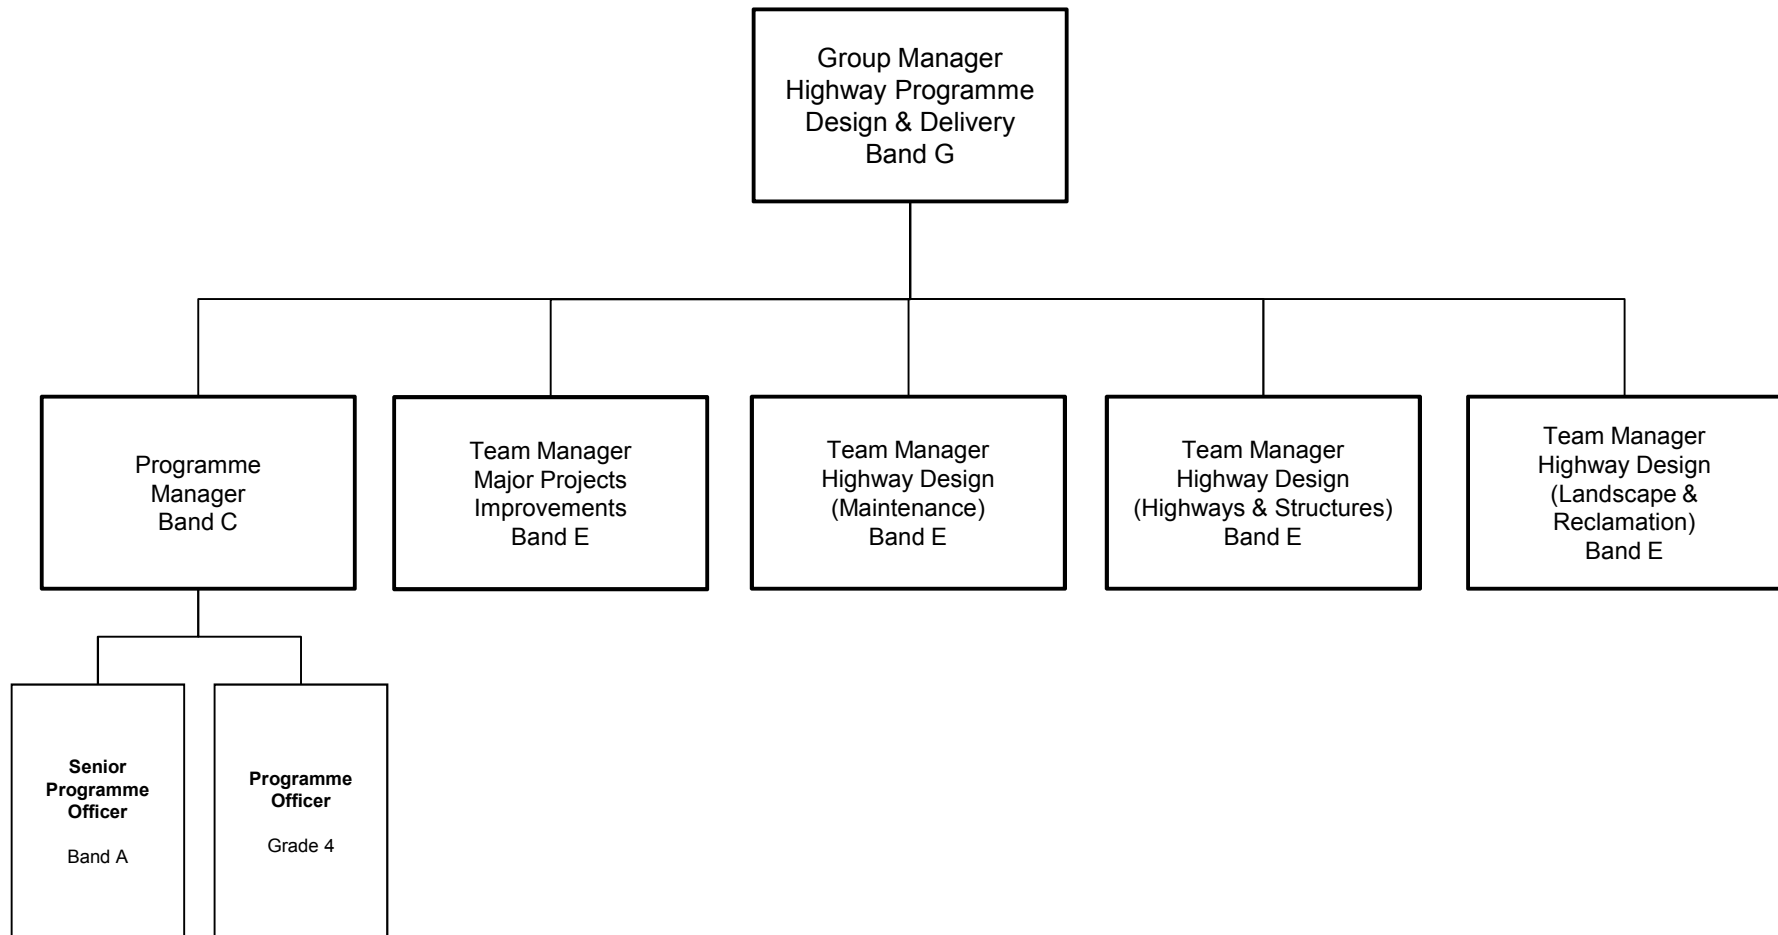 Group Manager
Highway Programme
Design & Delivery
Band G
Programme
Manager
Band C
Team Manager
Major Projects
Improvements
Band E
Team Manager
Highway Design
(Maintenance)
Band E
Team Manager
Highway Design
(Highways & Structures)
Band E
Team Manager
Highway Design
(Landscape &
Reclamation)
Band E
Senior
Programme
Officer
Band A
Programme
Officer
Grade 4